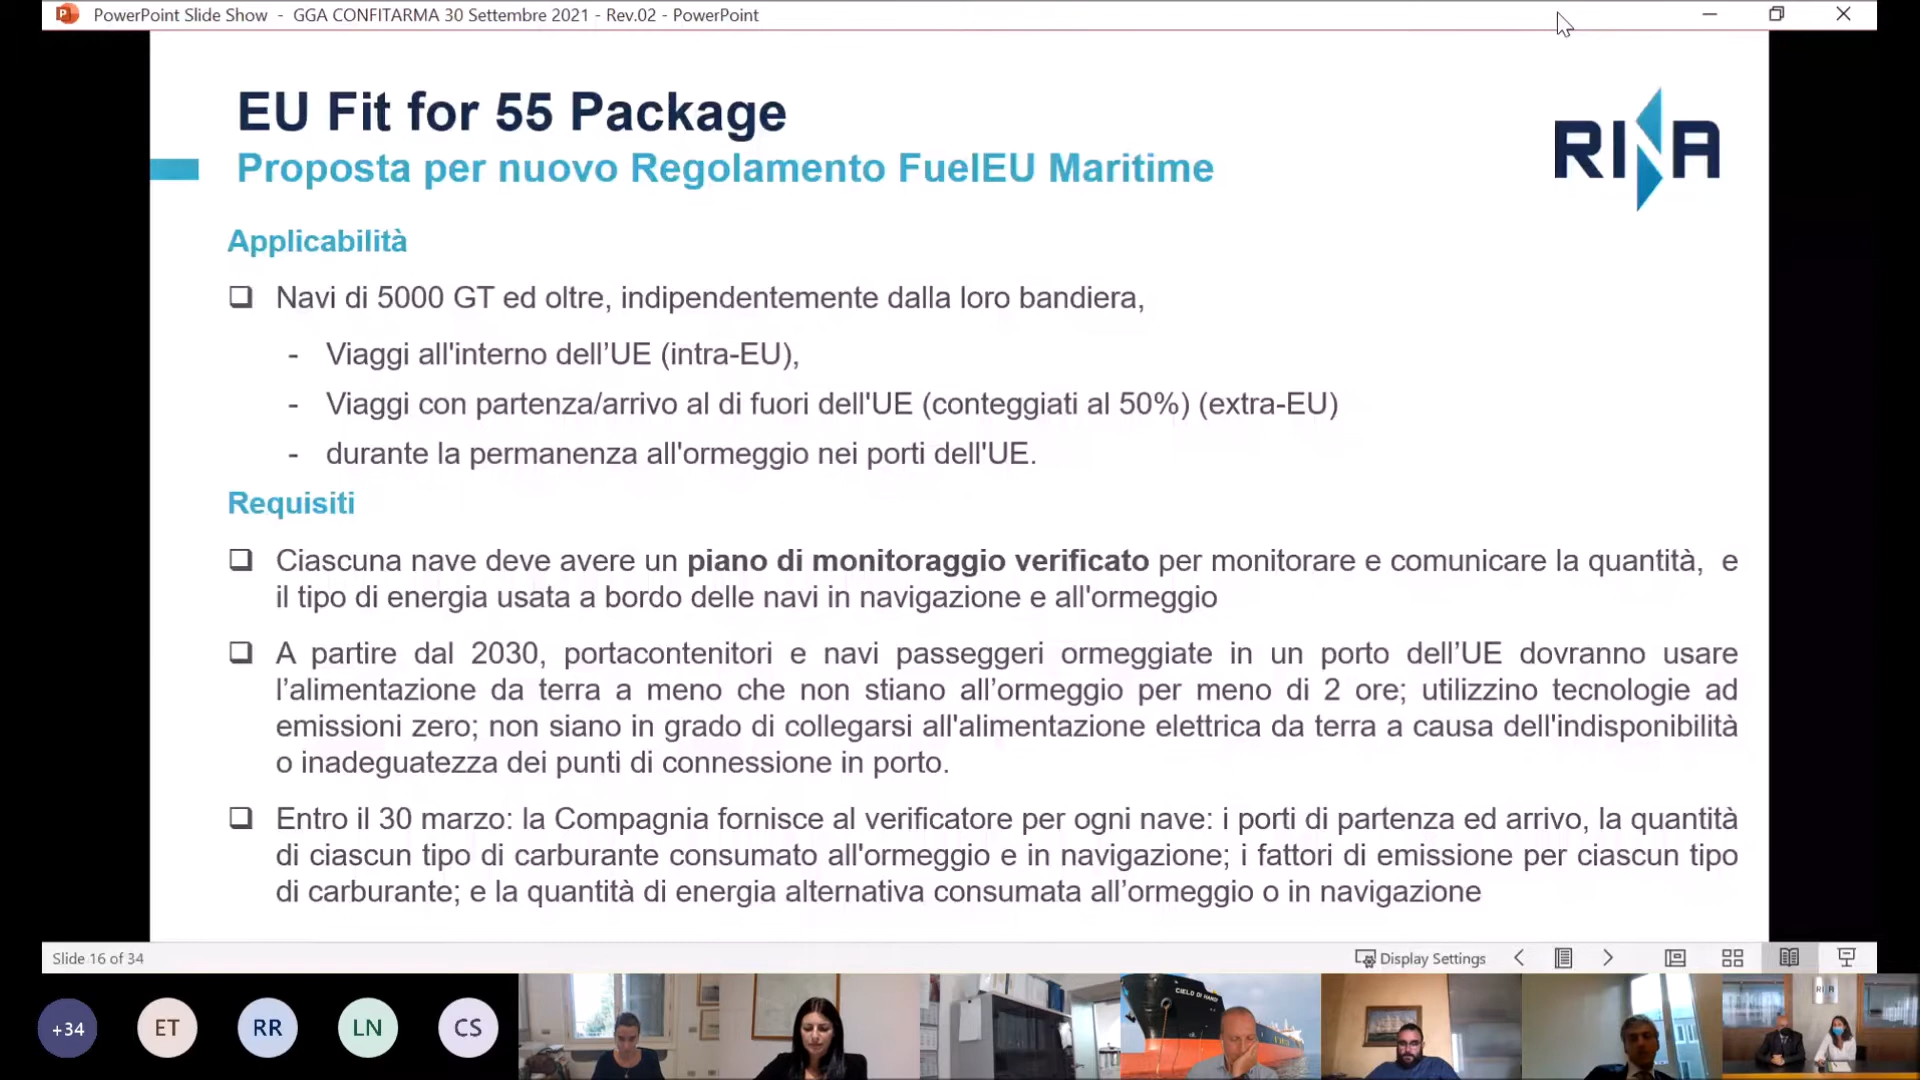 PowerPoint Slide Show - GGA CONFITARMA 30 Settembre 2021 - Rev.02 - PowerPoint
EU Fit for 55 Package
Proposta per nuovo Regolamento FuelEU Maritime
RINA
Applicabilità
❑ Navi di 5000 GT ed oltre, indipendentemente dalla loro bandiera,
- Viaggi all'interno dell’UE (intra-EU),
- Viaggi con partenza/arrivo al di fuori dell'UE (conteggiati al 50%) (extra-EU)
- durante la permanenza all'ormeggio nei porti dell'UE.
Requisiti
❑ Ciascuna nave deve avere un piano di monitoraggio verificato per monitorare e comunicare la quantità, e
il tipo di energia usata a bordo delle navi in navigazione e all'ormeggio
❑ A partire dal 2030, portacontenitori e navi passeggeri ormeggiate in un porto dell’UE dovranno usare
l’alimentazione da terra a meno che non stiano all’ormeggio per meno di 2 ore; utilizzino tecnologie ad
emissioni zero; non siano in grado di collegarsi all'alimentazione elettrica da terra a causa dell'indisponibilità
o inadeguatezza dei punti di connessione in porto.
❑ Entro il 30 marzo: la Compagnia fornisce al verificatore per ogni nave: i porti di partenza ed arrivo, la quantità
di ciascun tipo di carburante consumato all'ormeggio e in navigazione; i fattori di emissione per ciascun tipo
di carburante; e la quantità di energia alternativa consumata all’ormeggio o in navigazione
Slide 16 of 34
Display Settings
+34
ET
RR
LN
CS
CIELO DI HANOI
RINA